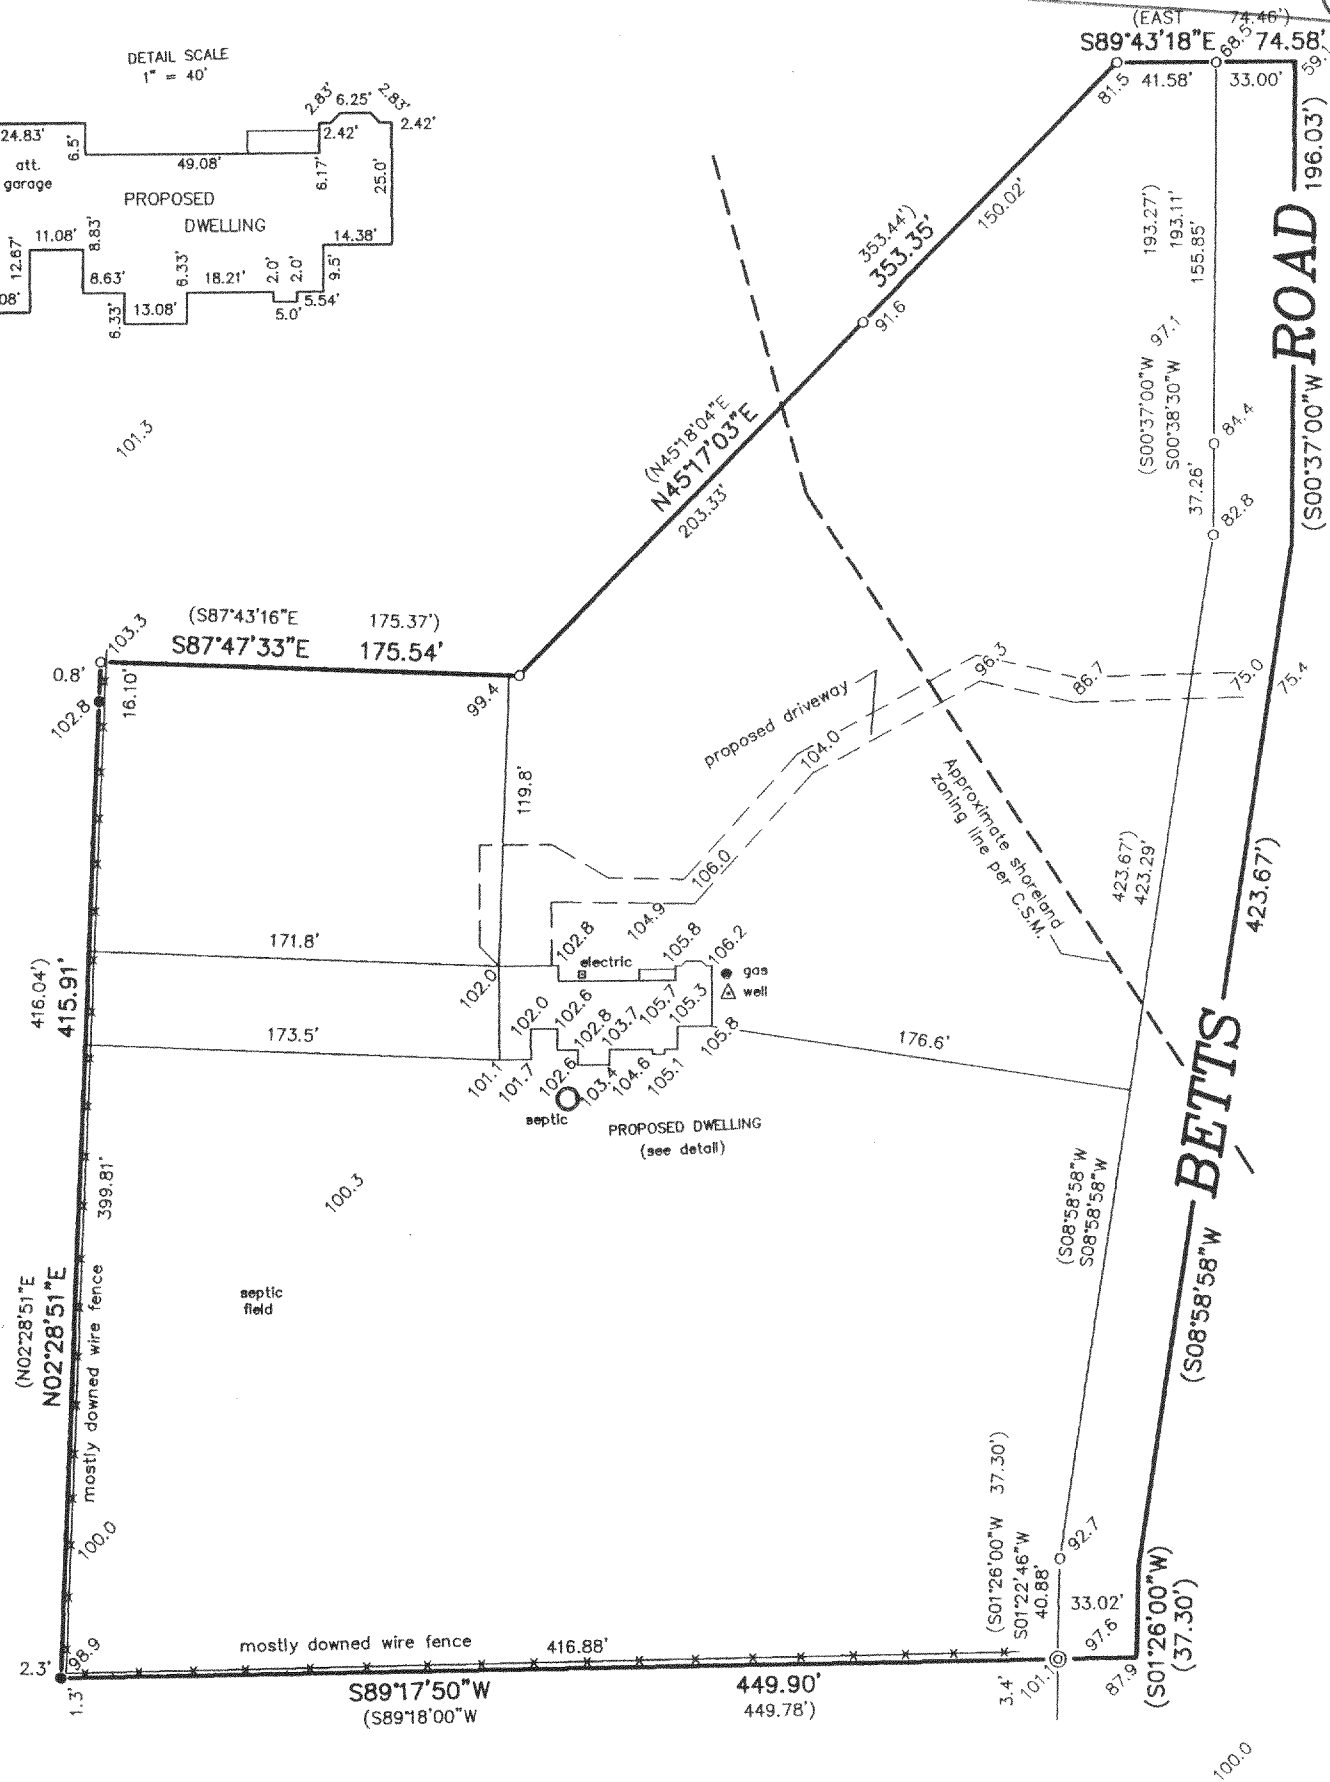 (EAST 74.46')
S89°43'18"E 74.58'
68.5
59.1
41.58' 33.00'
81.5
DETAIL SCALE
1" = 40'
2.83' 6.25' 2.83'
24.83' 6.5' 2.42' 2.42'
att.
garage
49.08' 6.17' 25.0'
PROPOSED
DWELLING
12.67' 11.08' 8.83' 14.38'
8.63' 6.33' 18.21' 2.0' 2.0' 9.5'
08' 6.33' 13.08' 5.0' 5.54'
101.3
353.44')
353.35'
150.02'
91.6
(N45°18'04"E
N45°17'03"E
203.33'
193.27')
193.11'
155.85'
97.1
(S00°37'00"W
S00°38'30"W
37.26'
84.4
82.8
196.03')
ROAD
(S00°37'00"W
(S87°43'16"E 175.37')
S87°47'33"E 175.54'
103.3
0.8'
16.10'
102.8
99.4
119.8'
proposed driveway
96.3
86.7
75.0
75.4
104.0
106.0
104.9
Approximate shoreland
zoning line per C.S.M.
423.67')
423.29'
423.67')
171.8'
102.0
102.8
electric
105.8
106.2
gas
well
416.04')
415.91'
173.5'
102.0
102.6
102.8
103.7
105.7
105.3
105.8
176.6'
101.1
101.7
102.6
103.4
104.6
105.1
septic
PROPOSED DWELLING
(see detail)
BETTS
399.81'
100.3
(S08°58'58"W
S08°58'58"W
(S08°58'58"W
(N02°28'51"E
N02°28'51"E
mostly downed wire fence
septic
field
100.0
(S01°26'00"W 37.30')
S01°22'46"W
40.88'
92.7
33.02'
97.6
(S01°26'00"W)
(37.30')
mostly downed wire fence 416.88'
2.3'
98.9
1.3'
S89°17'50"W 449.90'
(S89°18'00"W 449.78')
3.4'
101.1
87.9
100.0